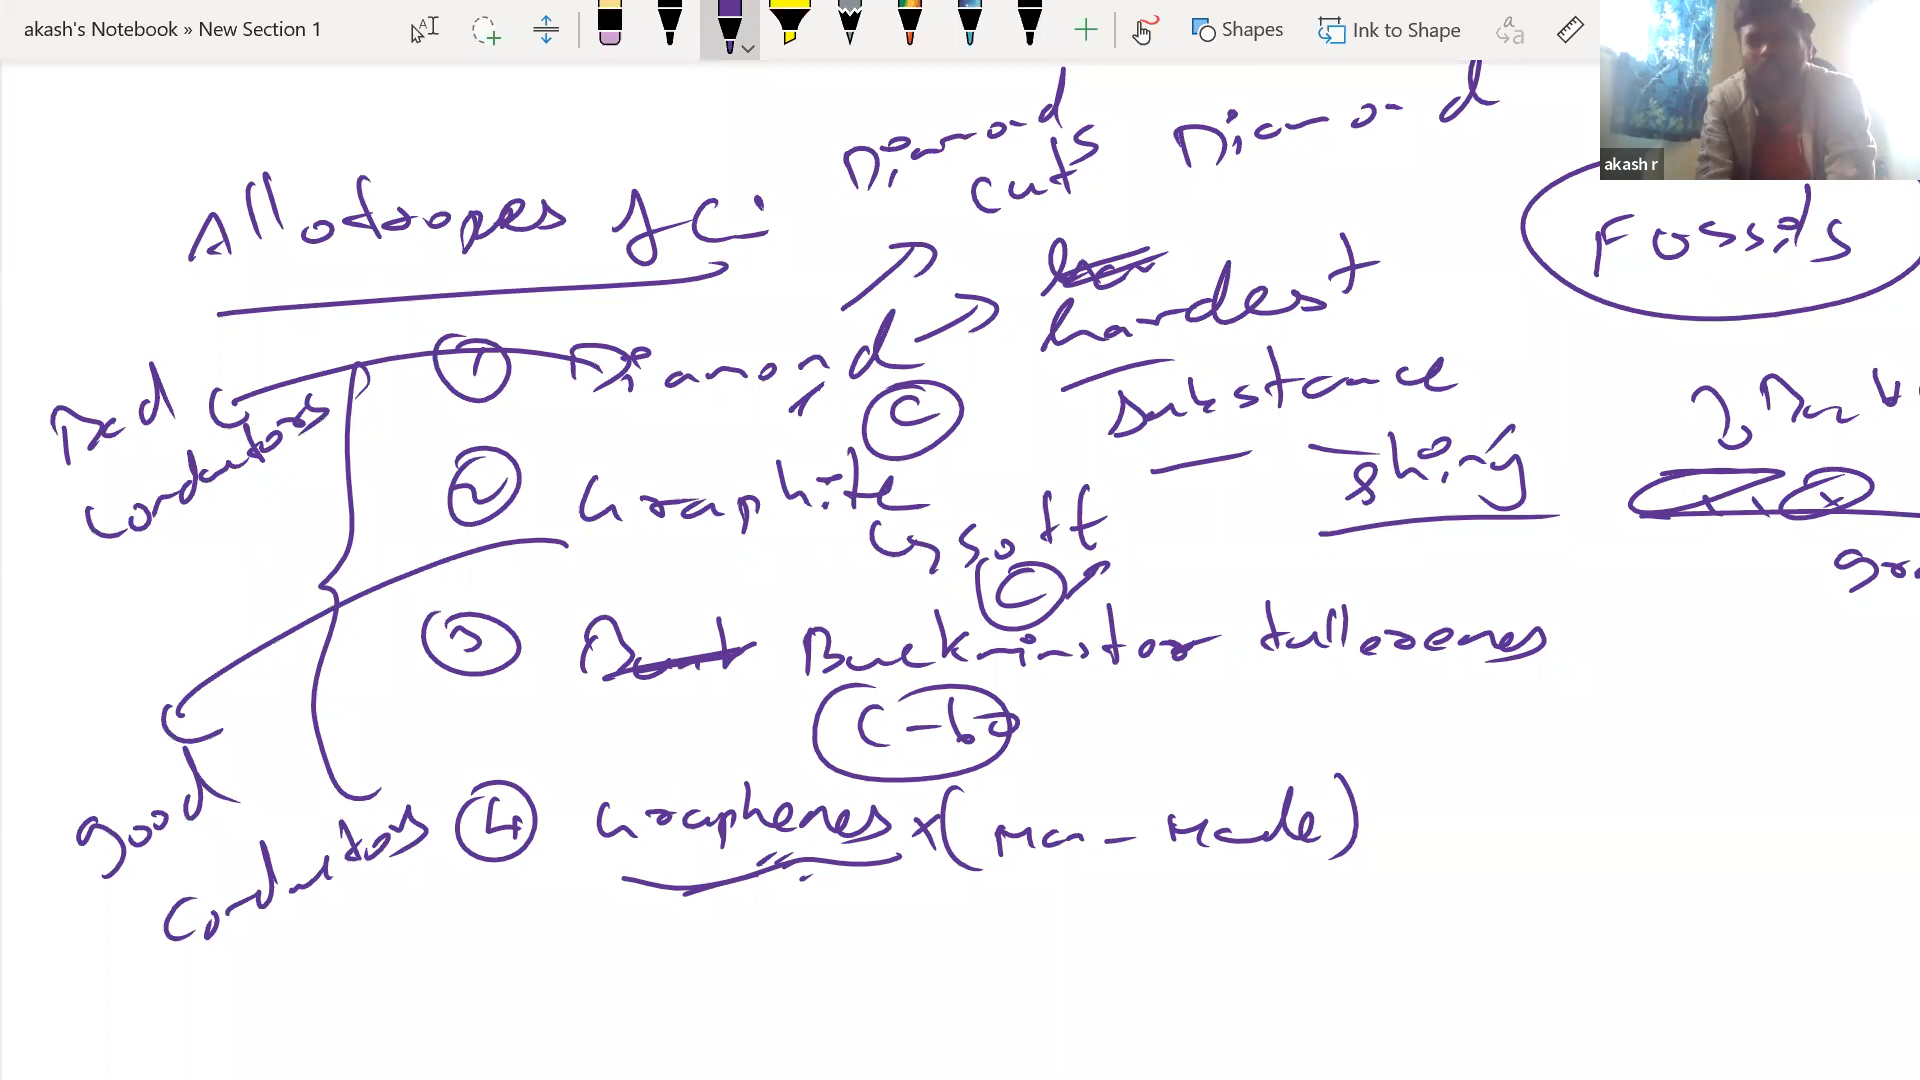 akash's Notebook » New Section 1
Shapes
Ink to Shape
akash r
Diamond cuts Diamond
Allotropes of C:
Fossils
① Diamond
hardest
substance
shiny
C
Bad
conductors
② Graphite
soft
C
③ Buckminstor fullerenes
C-60
good
conductors
④ Graphenes (Man-Made)